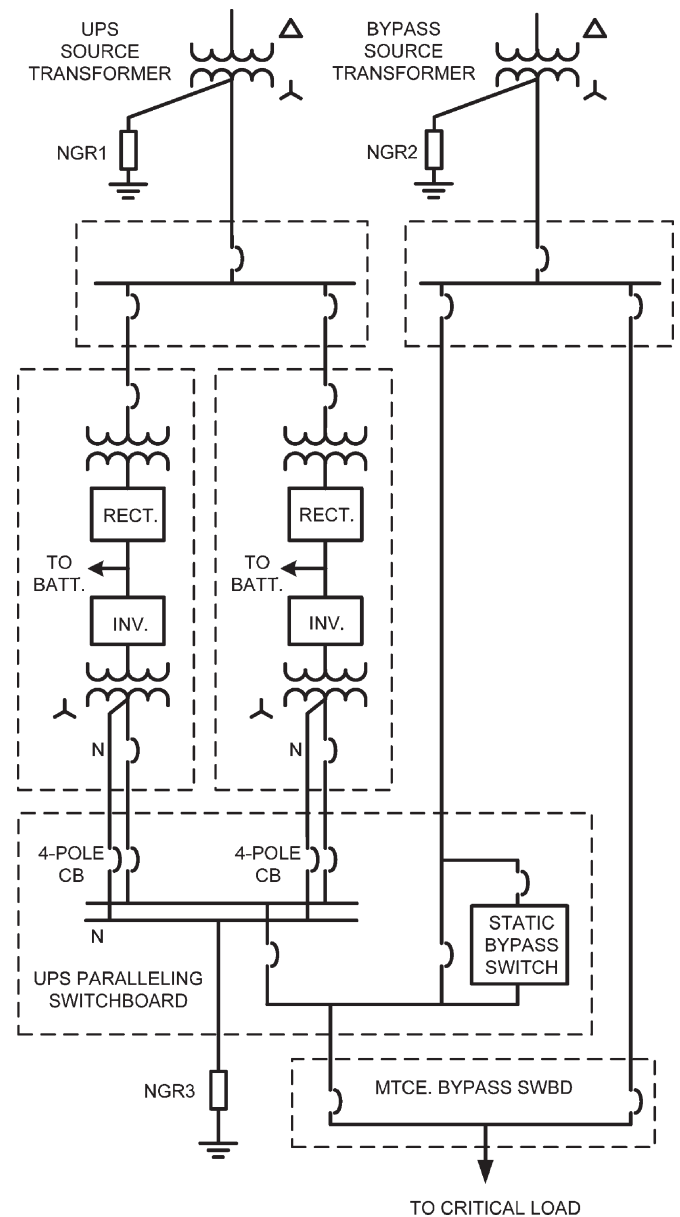 UPS
SOURCE
TRANSFORMER
BYPASS
SOURCE
TRANSFORMER
NGR1
NGR2
RECT.
RECT.
TO
BATT.
TO
BATT.
INV.
INV.
N
N
4-POLE
CB
4-POLE
CB
N
STATIC
BYPASS
SWITCH
UPS PARALLELING
SWITCHBOARD
NGR3
MTCE. BYPASS SWBD
TO CRITICAL LOAD